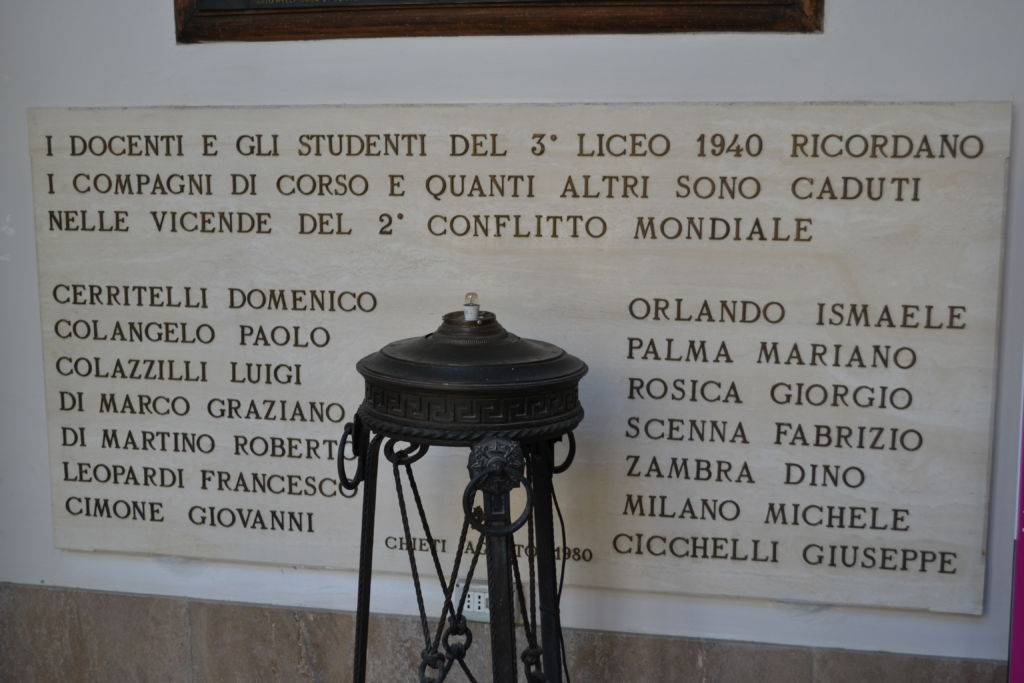 I DOCENTI E GLI STUDENTI DEL 3° LICEO 1940 RICORDANO
I COMPAGNI DI CORSO E QUANTI ALTRI SONO CADUTI
NELLE VICENDE DEL 2° CONFLITTO MONDIALE
CERRITELLI DOMENICO
COLANGELO PAOLO
COLAZZILLI LUIGI
DI MARCO GRAZIANO
DI MARTINO ROBERT
LEOPARDI FRANCESCO
CIMONE GIOVANNI
ORLANDO ISMAELE
PALMA MARIANO
ROSICA GIORGIO
SCENNA FABRIZIO
ZAMBRA DINO
MILANO MICHELE
CICCHELLI GIUSEPPE
CHIETI 1980